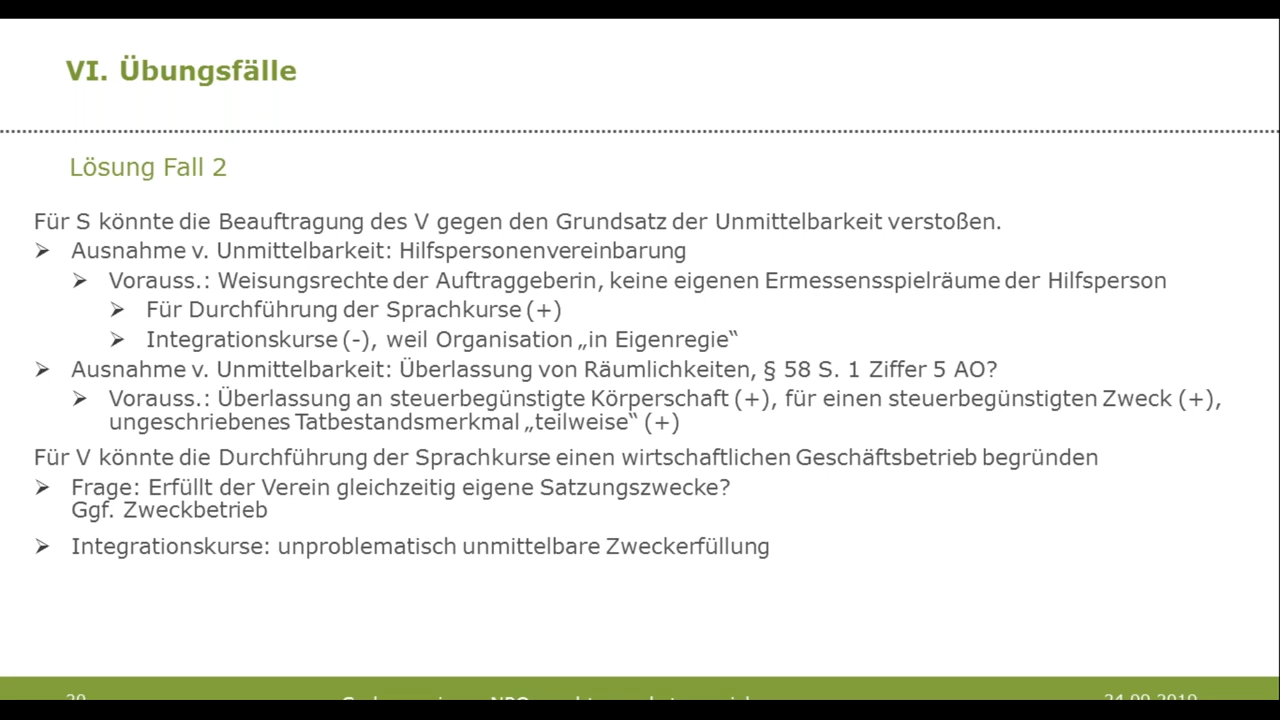 VI. Übungsfälle
Lösung Fall 2
Für S könnte die Beauftragung des V gegen den Grundsatz der Unmittelbarkeit verstoßen.
➢ Ausnahme v. Unmittelbarkeit: Hilfspersonenvereinbarung
➢ Vorauss.: Weisungsrechte der Auftraggeberin, keine eigenen Ermessensspielräume der Hilfsperson
➢ Für Durchführung der Sprachkurse (+)
➢ Integrationskurse (-), weil Organisation „in Eigenregie“
➢ Ausnahme v. Unmittelbarkeit: Überlassung von Räumlichkeiten, § 58 S. 1 Ziffer 5 AO?
➢ Vorauss.: Überlassung an steuerbegünstigte Körperschaft (+), für einen steuerbegünstigten Zweck (+),
ungeschriebenes Tatbestandsmerkmal „teilweise“ (+)
Für V könnte die Durchführung der Sprachkurse einen wirtschaftlichen Geschäftsbetrieb begründen
➢ Frage: Erfüllt der Verein gleichzeitig eigene Satzungszwecke?
Ggf. Zweckbetrieb
➢ Integrationskurse: unproblematisch unmittelbare Zweckerfüllung